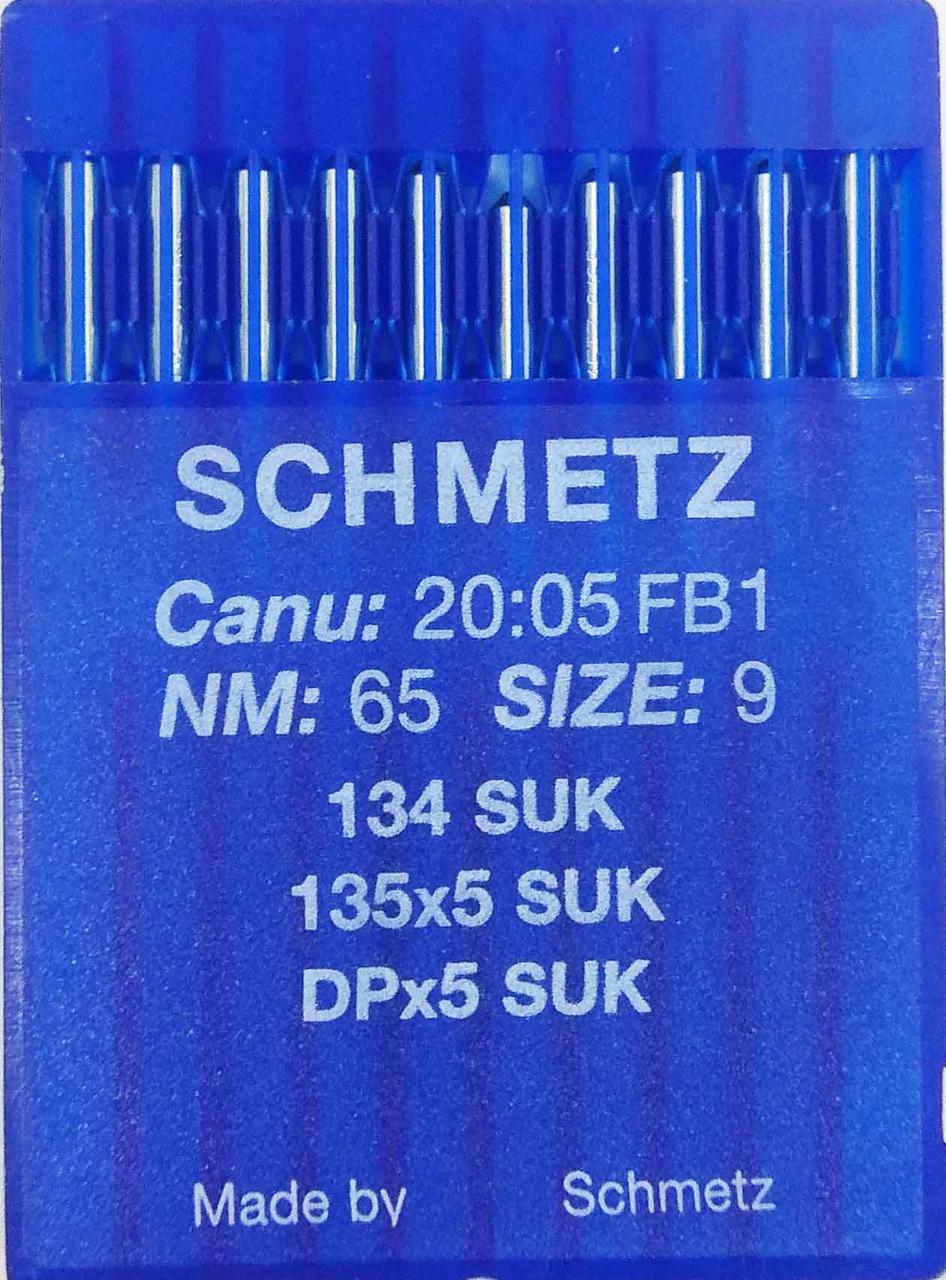 SCHMETZ
Canu: 20:05 FB1
NM: 65 SIZE: 9
134 SUK
135x5 SUK
DPx5 SUK
Made by Schmetz